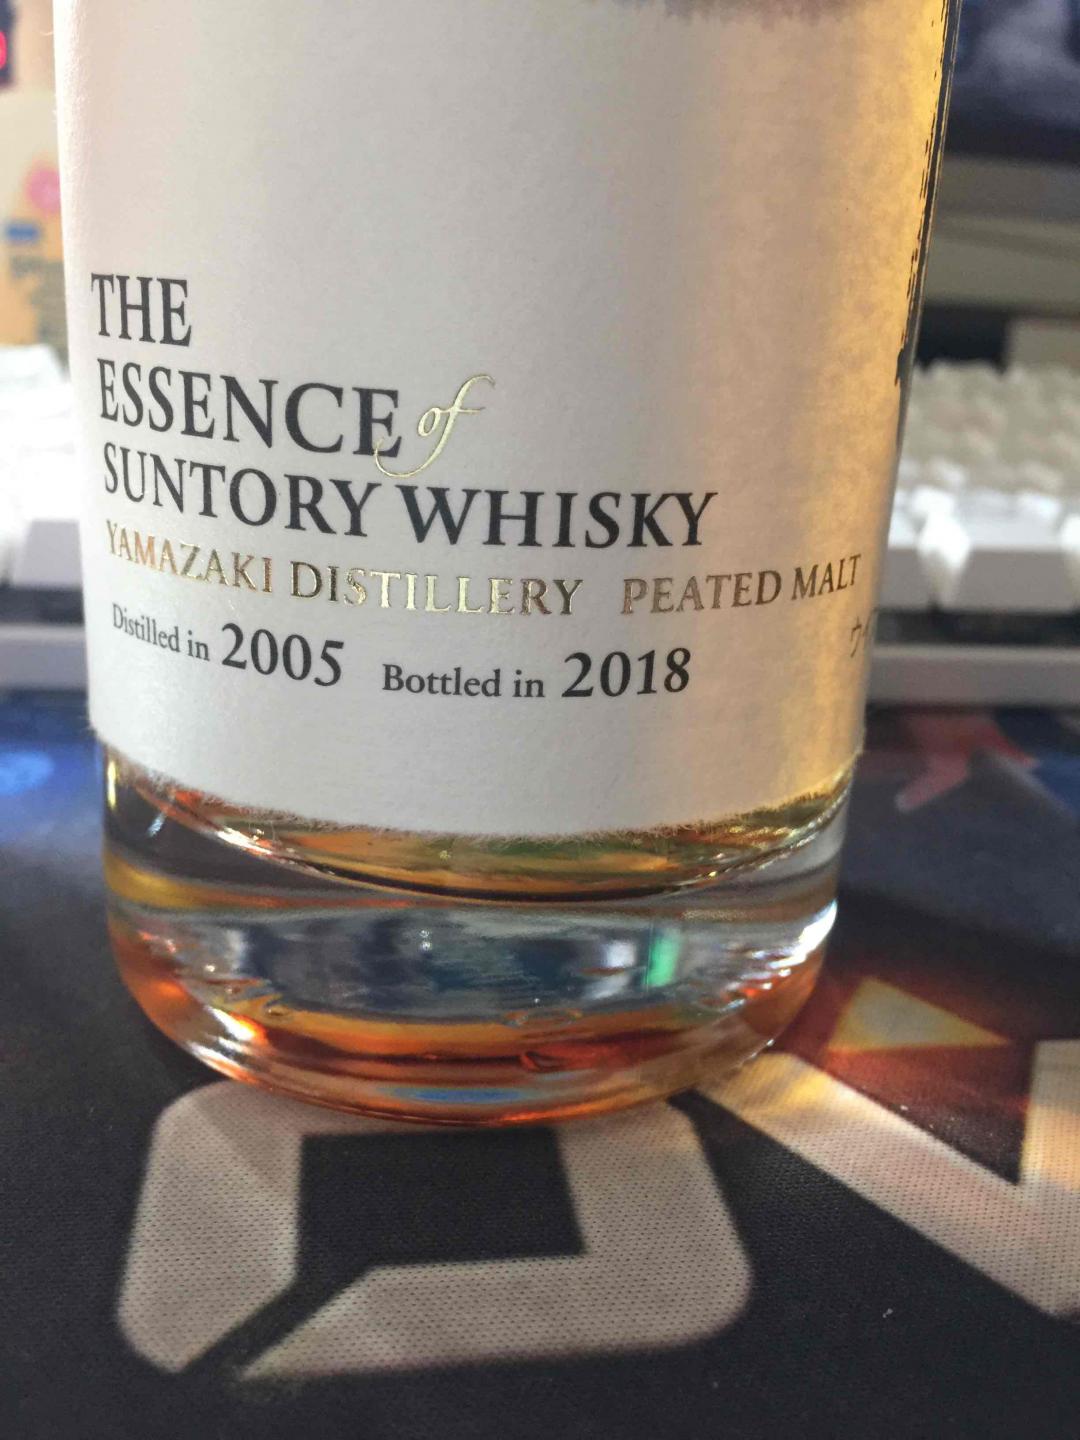 THE
ESSENCE of
SUNTORY WHISKY
YAMAZAKI DISTILLERY PEATED MALT
Distilled in 2005 Bottled in 2018